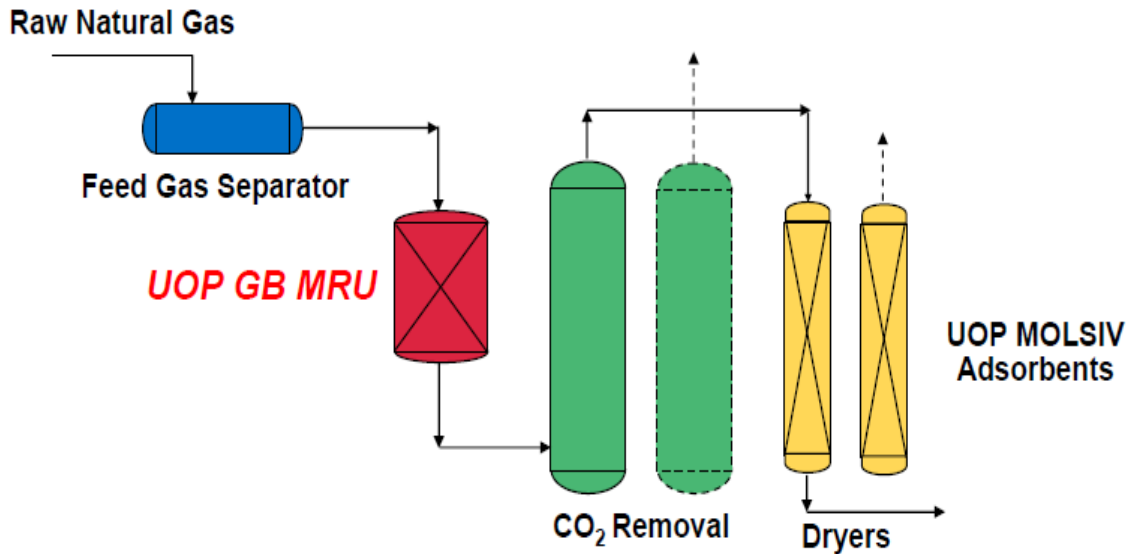 Raw Natural Gas
Feed Gas Separator
UOP GB MRU
UOP MOLSIV
Adsorbents
CO₂ Removal
Dryers